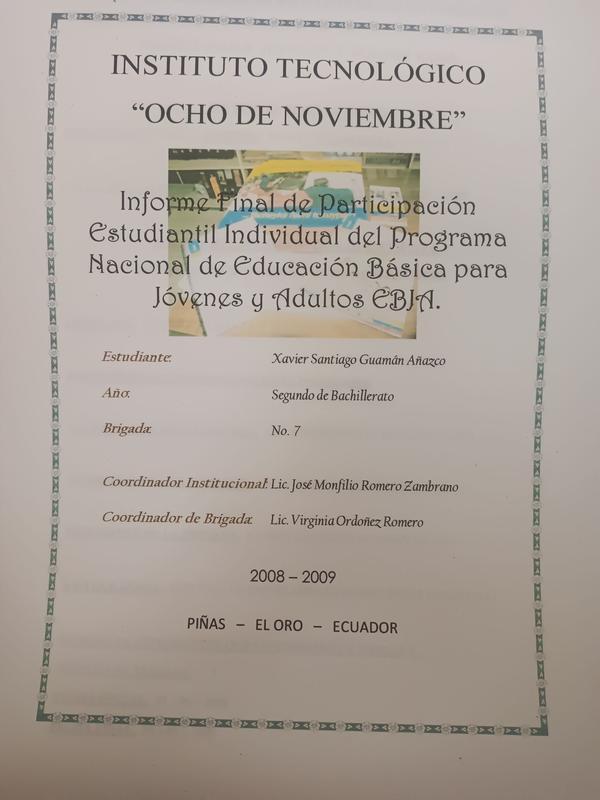 INSTITUTO TECNOLÓGICO
“OCHO DE NOVIEMBRE”
Informe Final de Participación
Estudiantil Individual del Programa
Nacional de Educación Básica para
Jóvenes y Adultos EBJA.
Estudiante: Xavier Santiago Guamán Añazco
Año: Segundo de Bachillerato
Brigada: No. 7
Coordinador Institucional: Lic. José Monfilio Romero Zambrano
Coordinador de Brigada: Lic. Virginia Ordoñez Romero
2008 – 2009
PIÑAS – EL ORO – ECUADOR